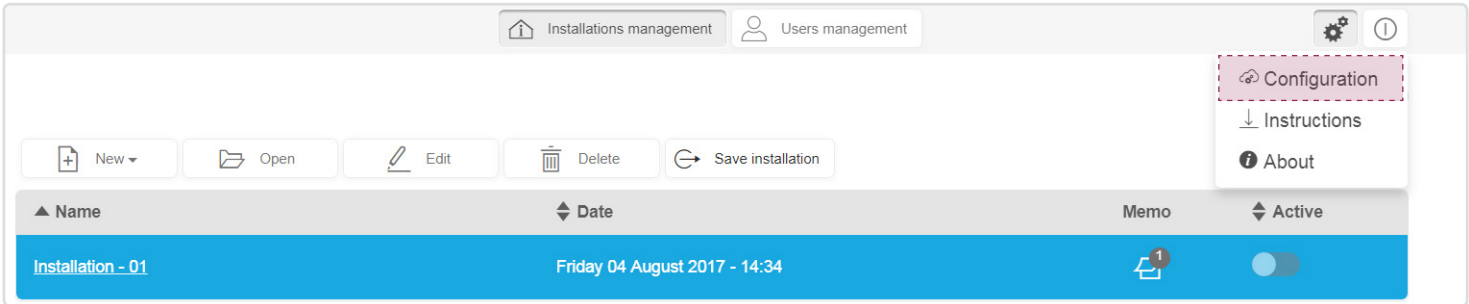 Installations management
Users management
Configuration
Instructions
About
New
Open
Edit
Delete
Save installation
Name
Date
Memo
Active
Installation - 01
Friday 04 August 2017 - 14:34
1